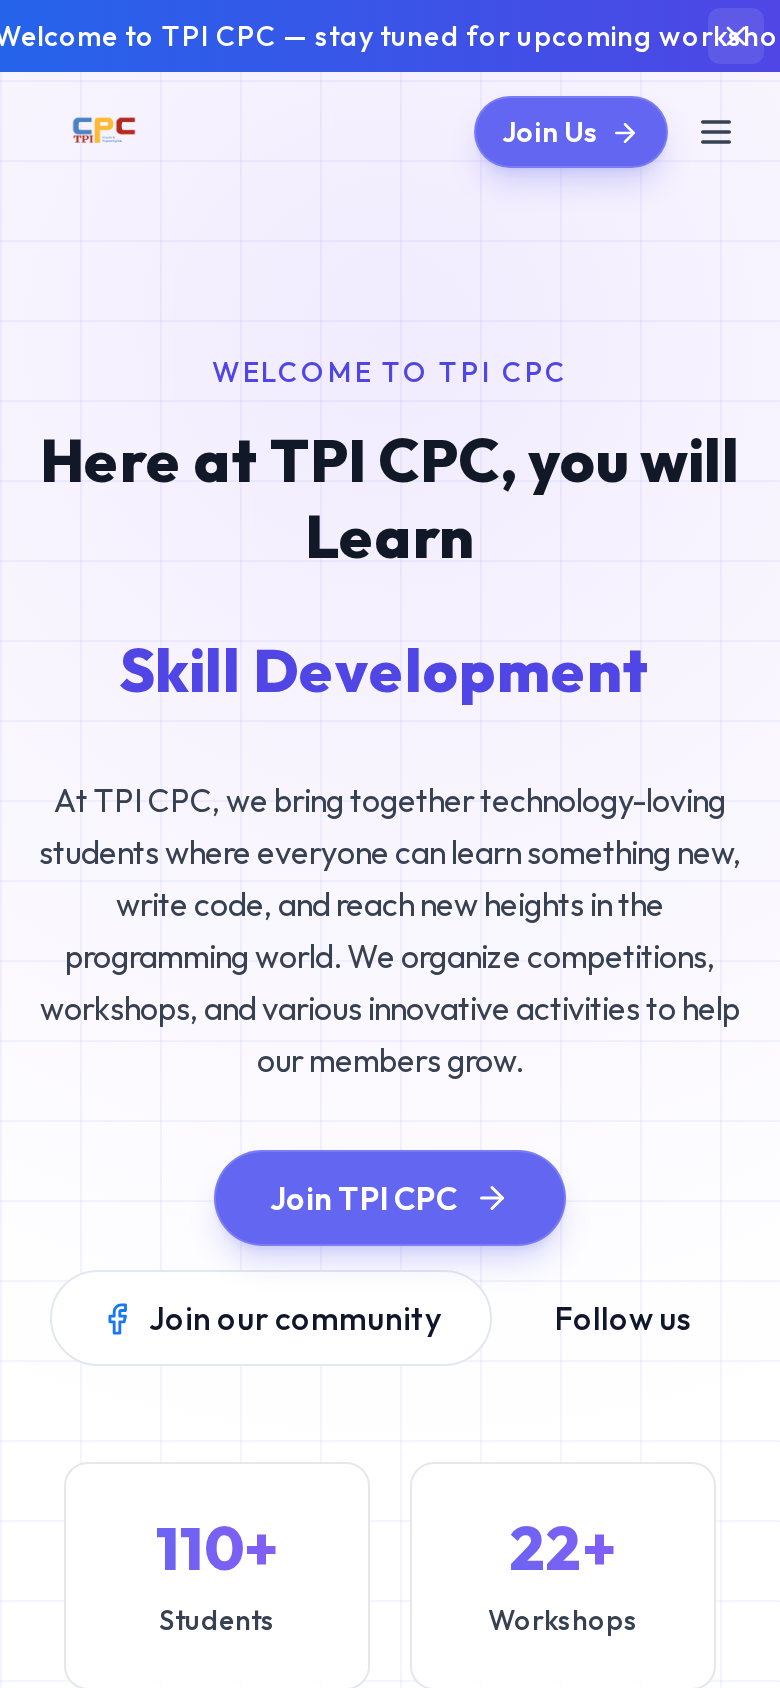 Welcome to TPI CPC — stay tuned for upcoming worksho
CPC
TPI
Join Us
WELCOME TO TPI CPC
Here at TPI CPC, you will
Learn
Skill Development
At TPI CPC, we bring together technology-loving
students where everyone can learn something new,
write code, and reach new heights in the
programming world. We organize competitions,
workshops, and various innovative activities to help
our members grow.
Join TPI CPC
Join our community
Follow us
110+
22+
Students
Workshops